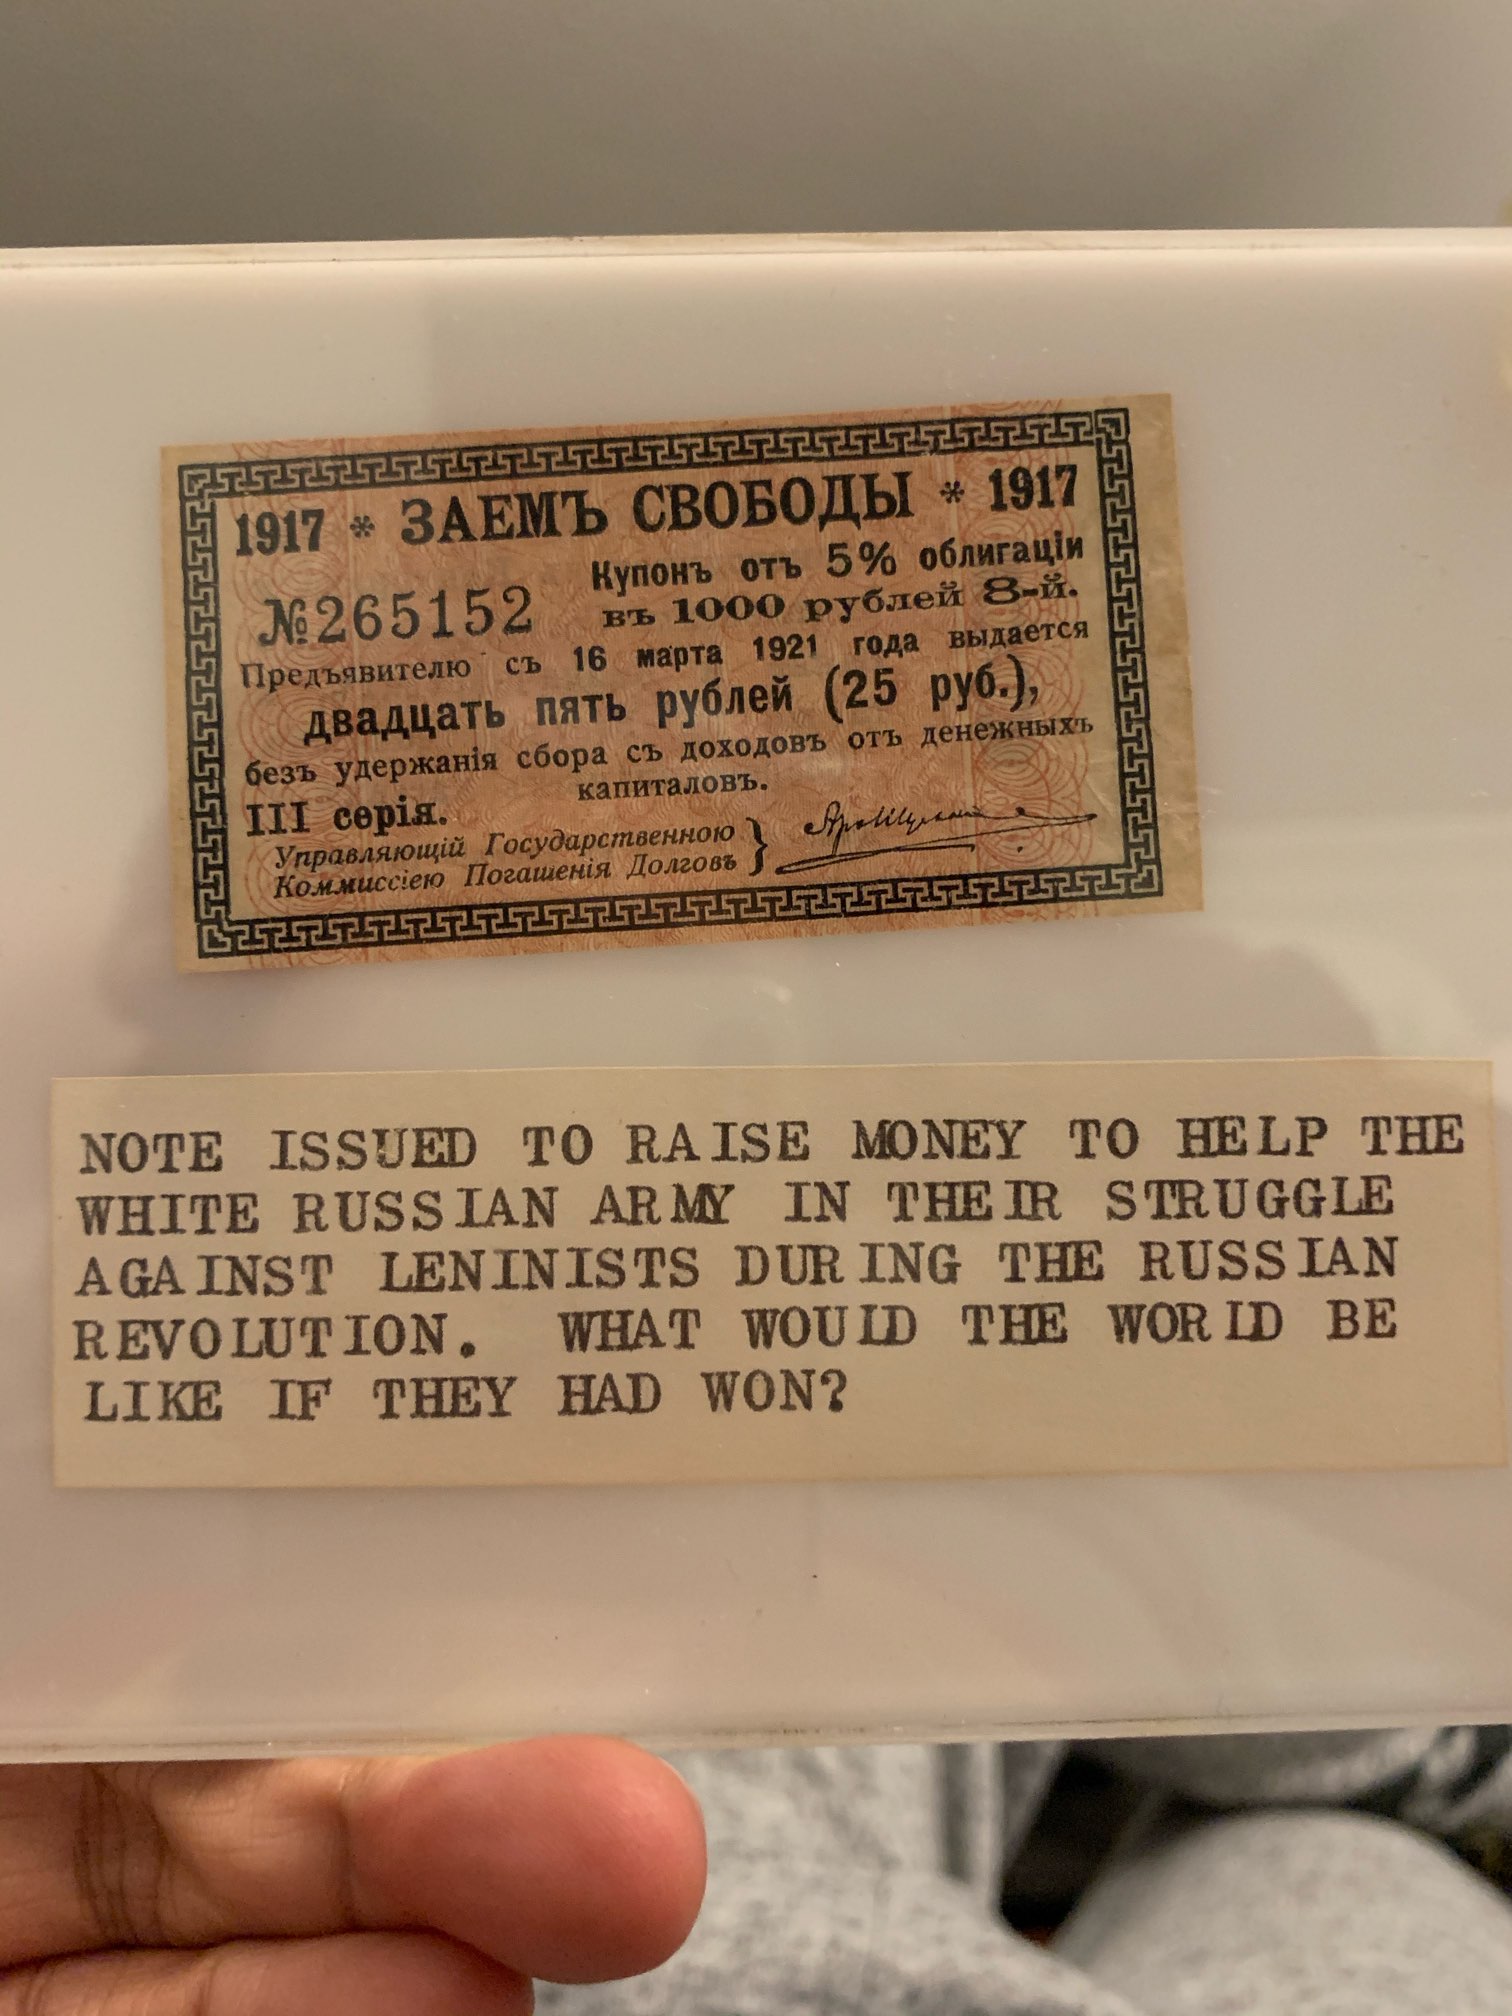 1917 * ЗАЕМЪ СВОБОДЫ * 1917
Купонъ отъ 5% облигаціи
№265152 въ 1000 рублей 8-й.
Предъявителю съ 16 марта 1921 года выдается
двадцать пять рублей (25 руб.),
безъ удержанія сбора съ доходовъ отъ денежныхъ
капиталовъ.
III серія.
Управляющій Государственною
Коммиссіею Погашенія Долговъ }
NOTE ISSUED TO RAISE MONEY TO HELP THE
WHITE RUSSIAN ARMY IN THEIR STRUGGLE
AGAINST LENINISTS DURING THE RUSSIAN
REVOLUTION. WHAT WOULD THE WORLD BE
LIKE IF THEY HAD WON?